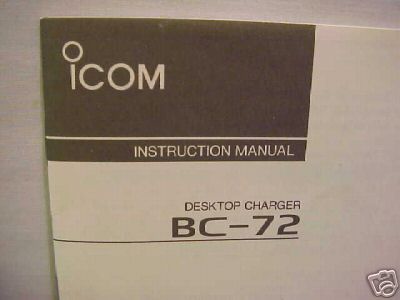 ICOM
INSTRUCTION MANUAL
DESKTOP CHARGER
BC-72